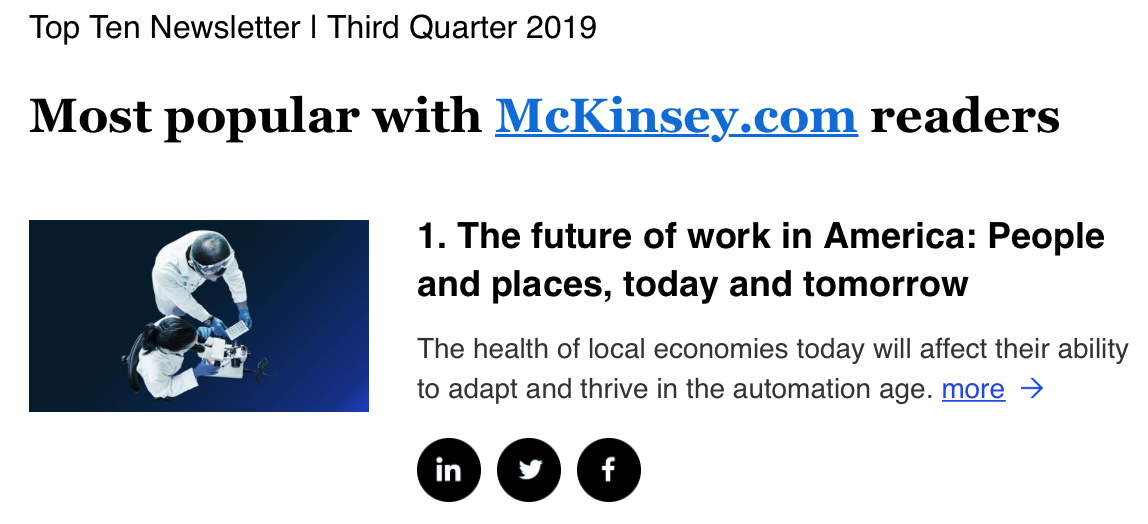 Top Ten Newsletter | Third Quarter 2019
Most popular with McKinsey.com readers
1. The future of work in America: People
and places, today and tomorrow
The health of local economies today will affect their ability
to adapt and thrive in the automation age. more →
in f